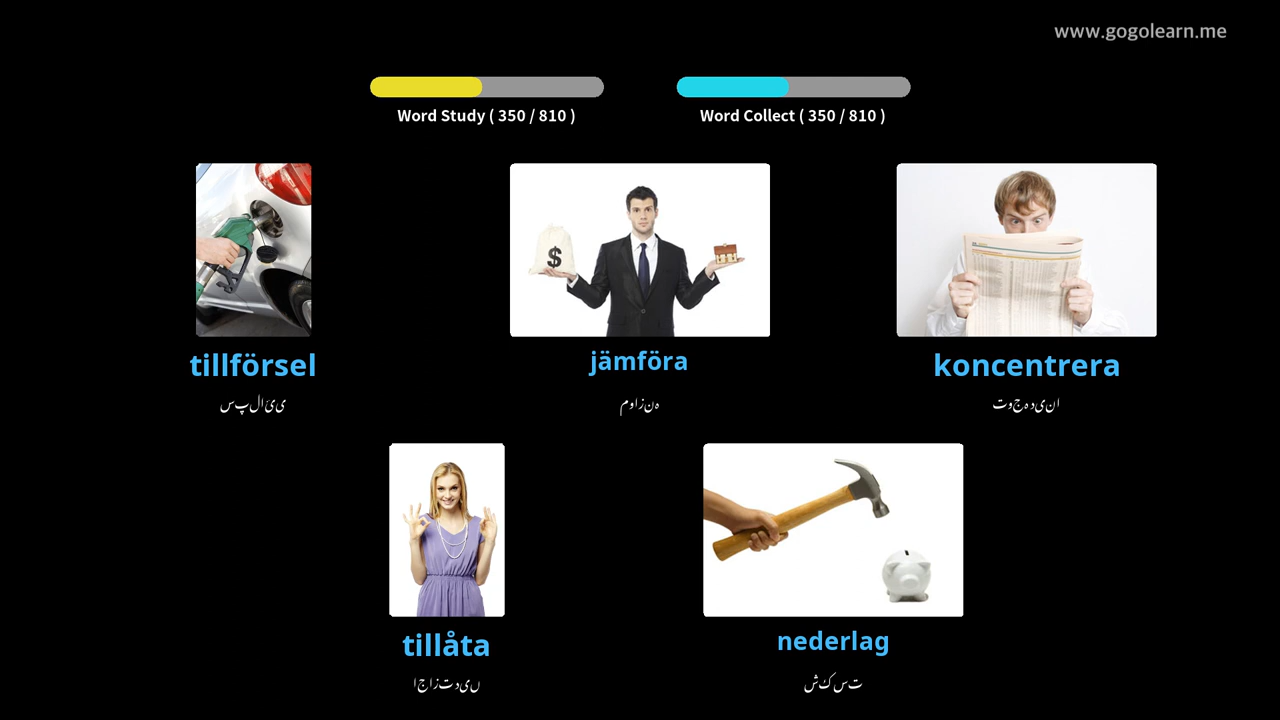 www.gogolearn.me
Word Study ( 350 / 810 )
Word Collect ( 350 / 810 )
tillförsel
سپلائی
jämföra
موازنہ
koncentrera
توجہ دینا
tillåta
اجازت دیں
nederlag
شکست